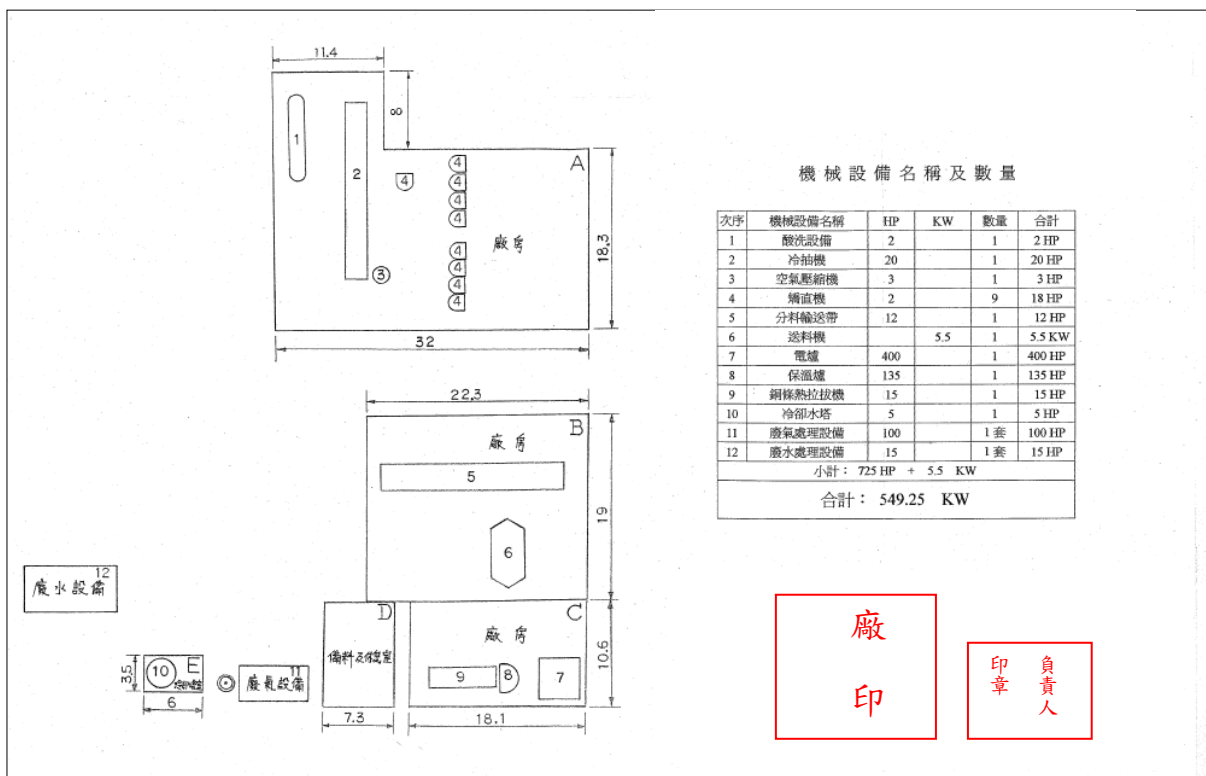 11.4
8
1
2
3
4
4
4
4
4
4
4
4
4
A
廠房
18.3
32
22.3
B
廠房
5
6
19
12
廢水設備
D
備料及
C
廠房
9
8
7
10.6
7.3
18.1
3.5
10
E
6
11
廢氣設備
機械設備名稱及數量
次序 機械設備名稱 HP KW 數量 合計
1 酸洗設備 2 1 2 HP
2 冷抽機 20 1 20 HP
3 空氣壓縮機 3 1 3 HP
4 矯直機 2 9 18 HP
5 分料輸送帶 12 1 12 HP
6 送料機 5.5 1 5.5 KW
7 電爐 400 1 400 HP
8 保溫爐 135 1 135 HP
9 銅條熱拉拔機 15 1 15 HP
10 冷卻水塔 5 1 5 HP
11 廢氣處理設備 100 1 套 100 HP
12 廢水處理設備 15 1 套 15 HP
小計： 725 HP + 5.5 KW
合計： 549.25 KW
廠印
負責人
印章